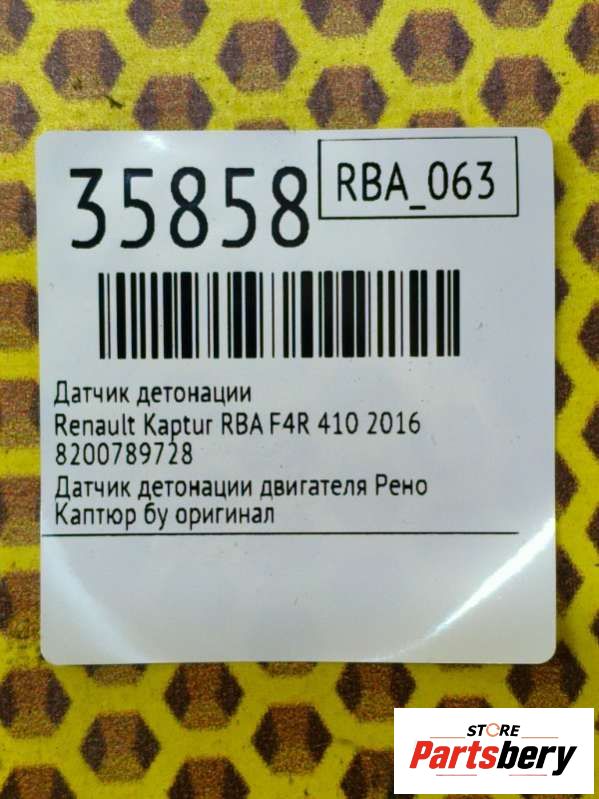 35858
RBA_063
Датчик детонации
Renault Kaptur RBA F4R 410 2016
8200789728
Датчик детонации двигателя Рено
Каптюр бу оригинал
STORE
Partsbery